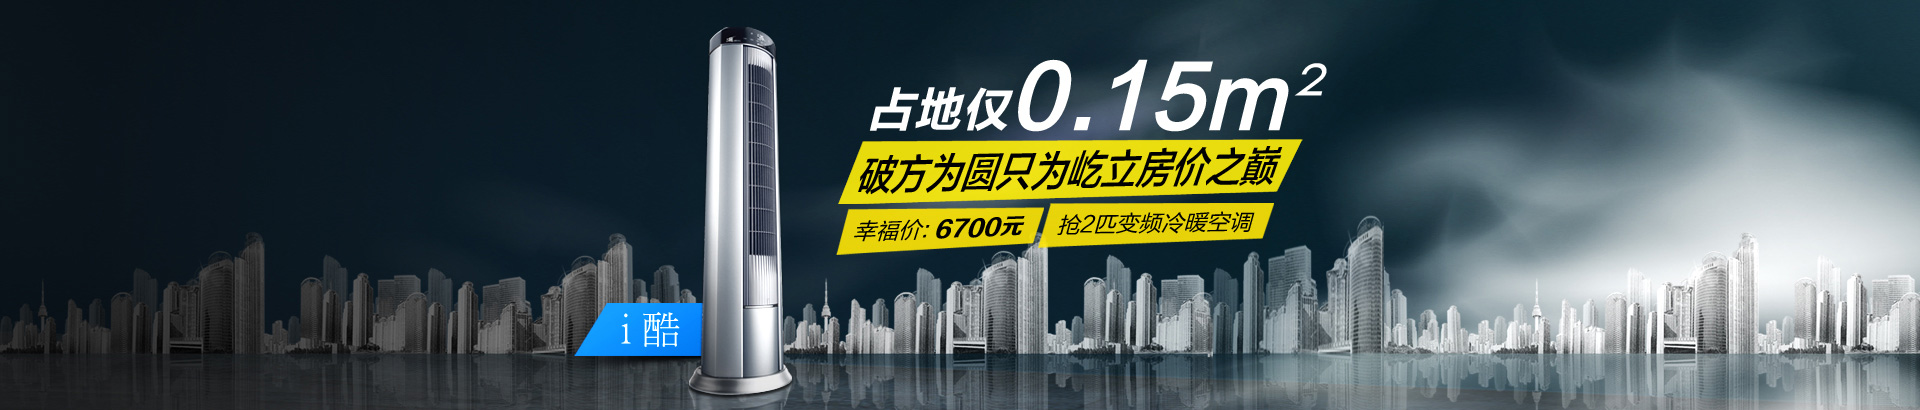 占地仅0.15m²
破方为圆只为屹立房价之巅
幸福价: 6700元
抢2匹变频冷暖空调
i 酷